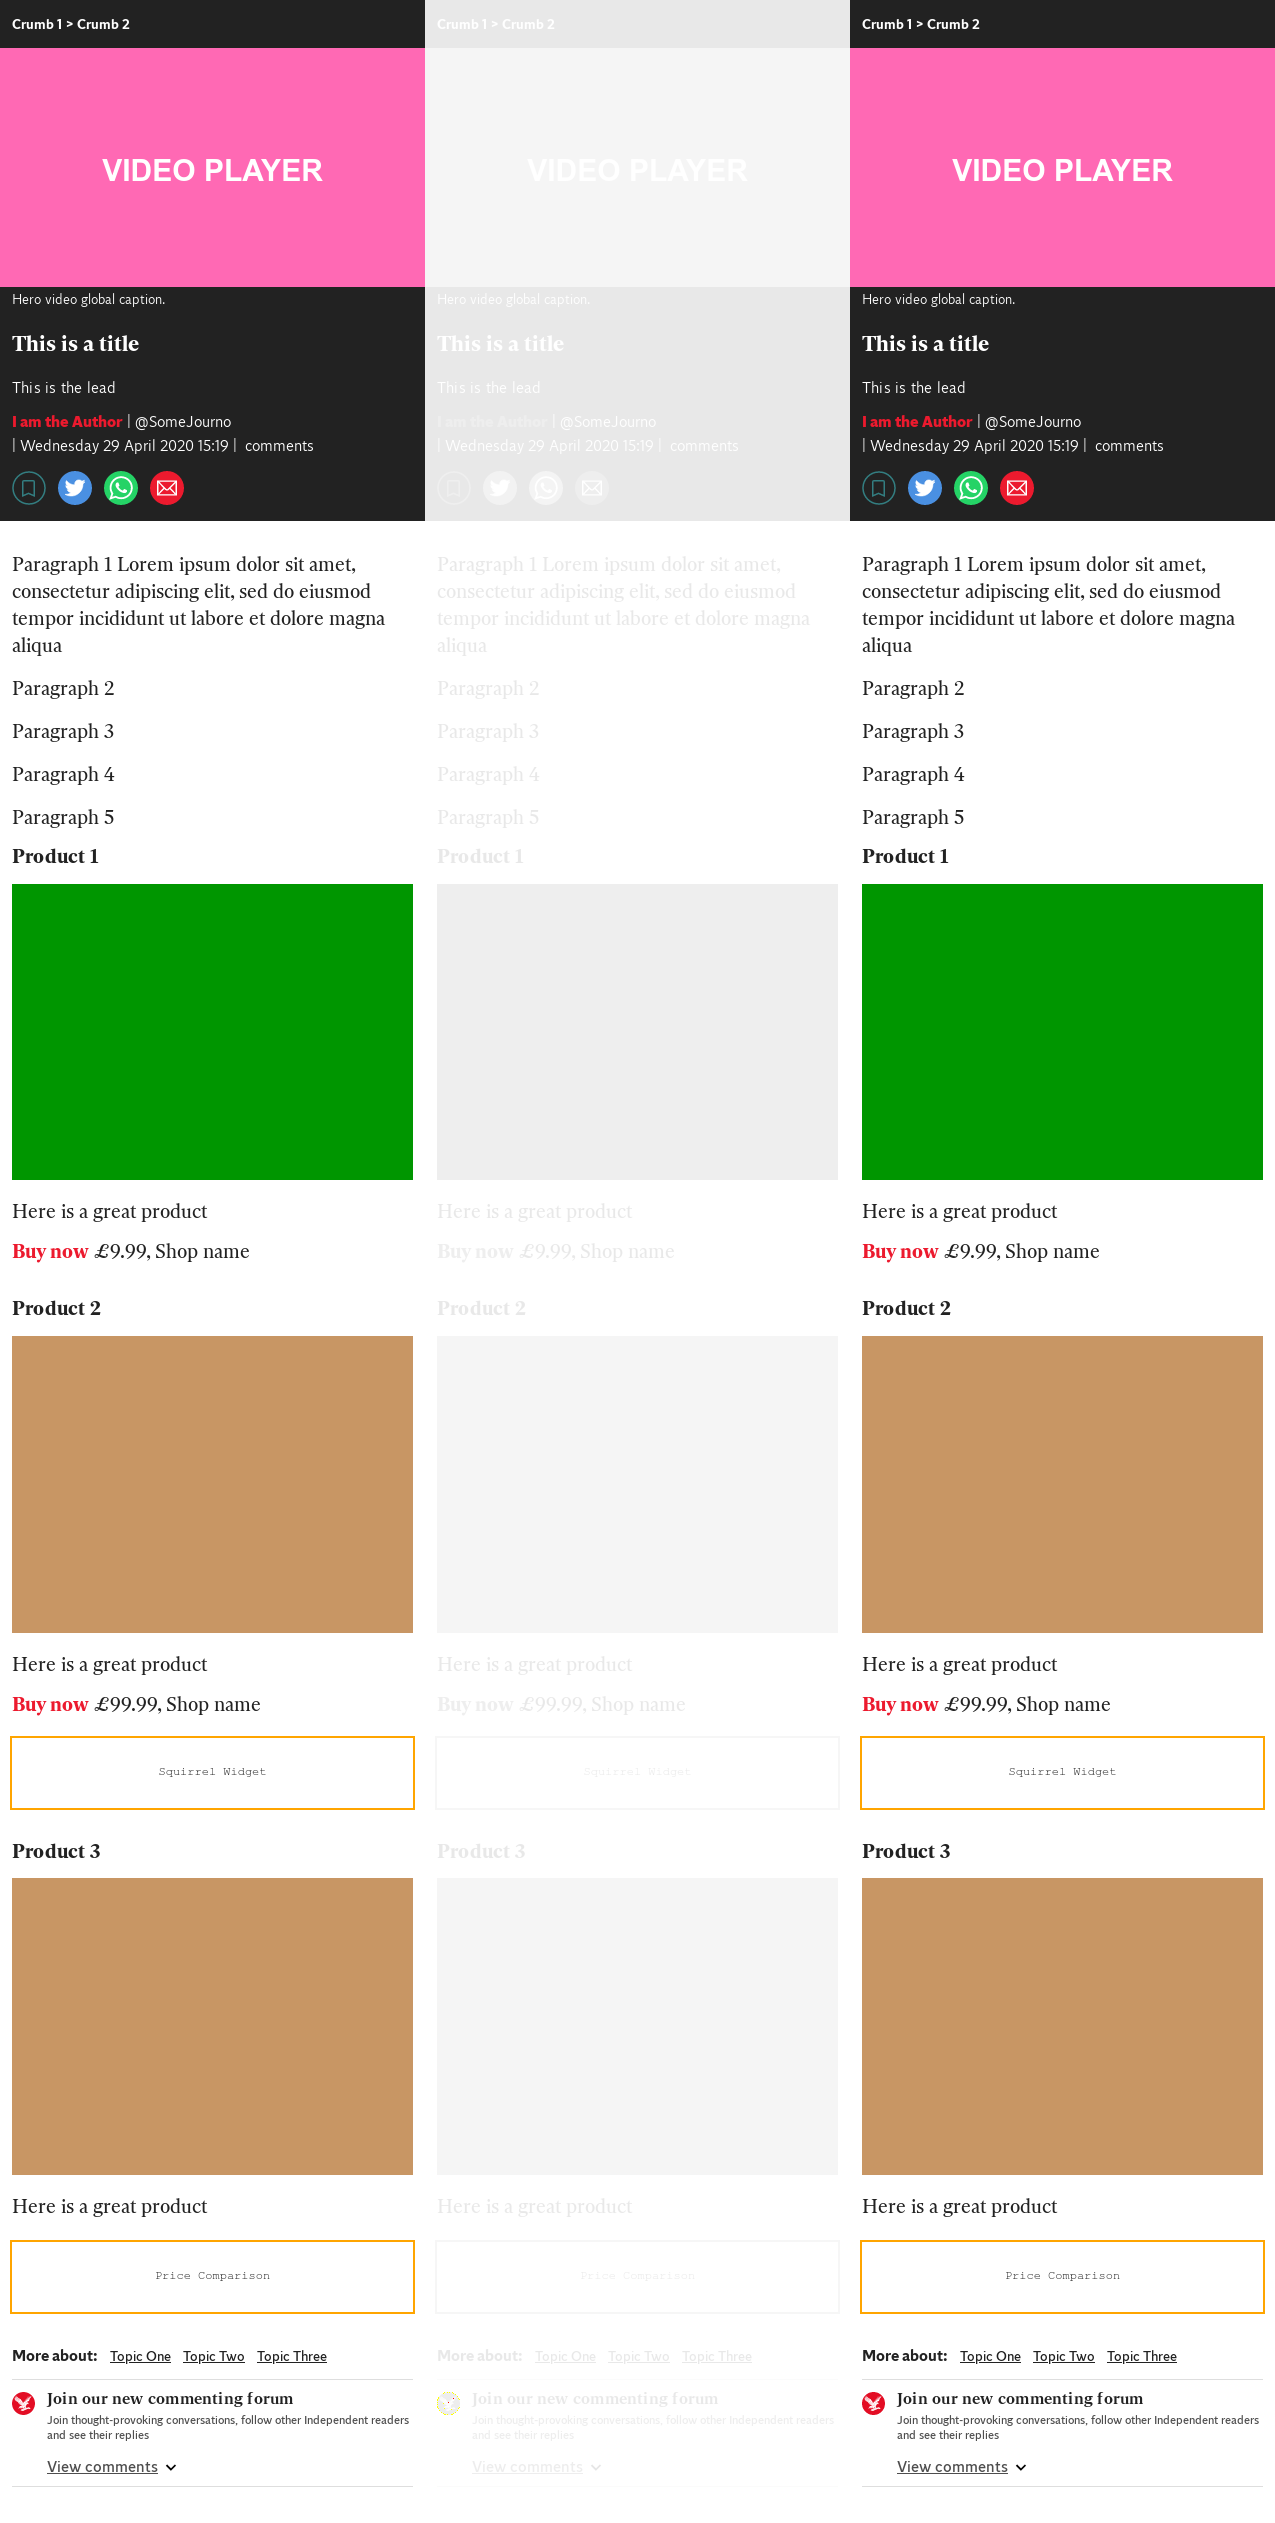 Crumb 1 > Crumb 2
VIDEO PLAYER
Hero video global caption.
This is a title
This is the lead
I am the Author | @SomeJourno
| Wednesday 29 April 2020 15:19 | comments
Paragraph 1 Lorem ipsum dolor sit amet,
consectetur adipiscing elit, sed do eiusmod
tempor incididunt ut labore et dolore magna
aliqua
Paragraph 2
Paragraph 3
Paragraph 4
Paragraph 5
Product 1
Here is a great product
Buy now £9.99, Shop name
Product 2
Here is a great product
Buy now £99.99, Shop name
Squirrel Widget
Product 3
Here is a great product
Price Comparison
More about: Topic One Topic Two Topic Three
Join our new commenting forum
Join thought-provoking conversations, follow other Independent readers
and see their replies
View comments
Crumb 1 > Crumb 2
VIDEO PLAYER
Hero video global caption.
This is a title
This is the lead
I am the Author | @SomeJourno
| Wednesday 29 April 2020 15:19 | comments
Paragraph 1 Lorem ipsum dolor sit amet,
consectetur adipiscing elit, sed do eiusmod
tempor incididunt ut labore et dolore magna
aliqua
Paragraph 2
Paragraph 3
Paragraph 4
Paragraph 5
Product 1
Here is a great product
Buy now £9.99, Shop name
Product 2
Here is a great product
Buy now £99.99, Shop name
Squirrel Widget
Product 3
Here is a great product
Price Comparison
More about: Topic One Topic Two Topic Three
Join our new commenting forum
Join thought-provoking conversations, follow other Independent readers
and see their replies
View comments
Crumb 1 > Crumb 2
VIDEO PLAYER
Hero video global caption.
This is a title
This is the lead
I am the Author | @SomeJourno
| Wednesday 29 April 2020 15:19 | comments
Paragraph 1 Lorem ipsum dolor sit amet,
consectetur adipiscing elit, sed do eiusmod
tempor incididunt ut labore et dolore magna
aliqua
Paragraph 2
Paragraph 3
Paragraph 4
Paragraph 5
Product 1
Here is a great product
Buy now £9.99, Shop name
Product 2
Here is a great product
Buy now £99.99, Shop name
Squirrel Widget
Product 3
Here is a great product
Price Comparison
More about: Topic One Topic Two Topic Three
Join our new commenting forum
Join thought-provoking conversations, follow other Independent readers
and see their replies
View comments